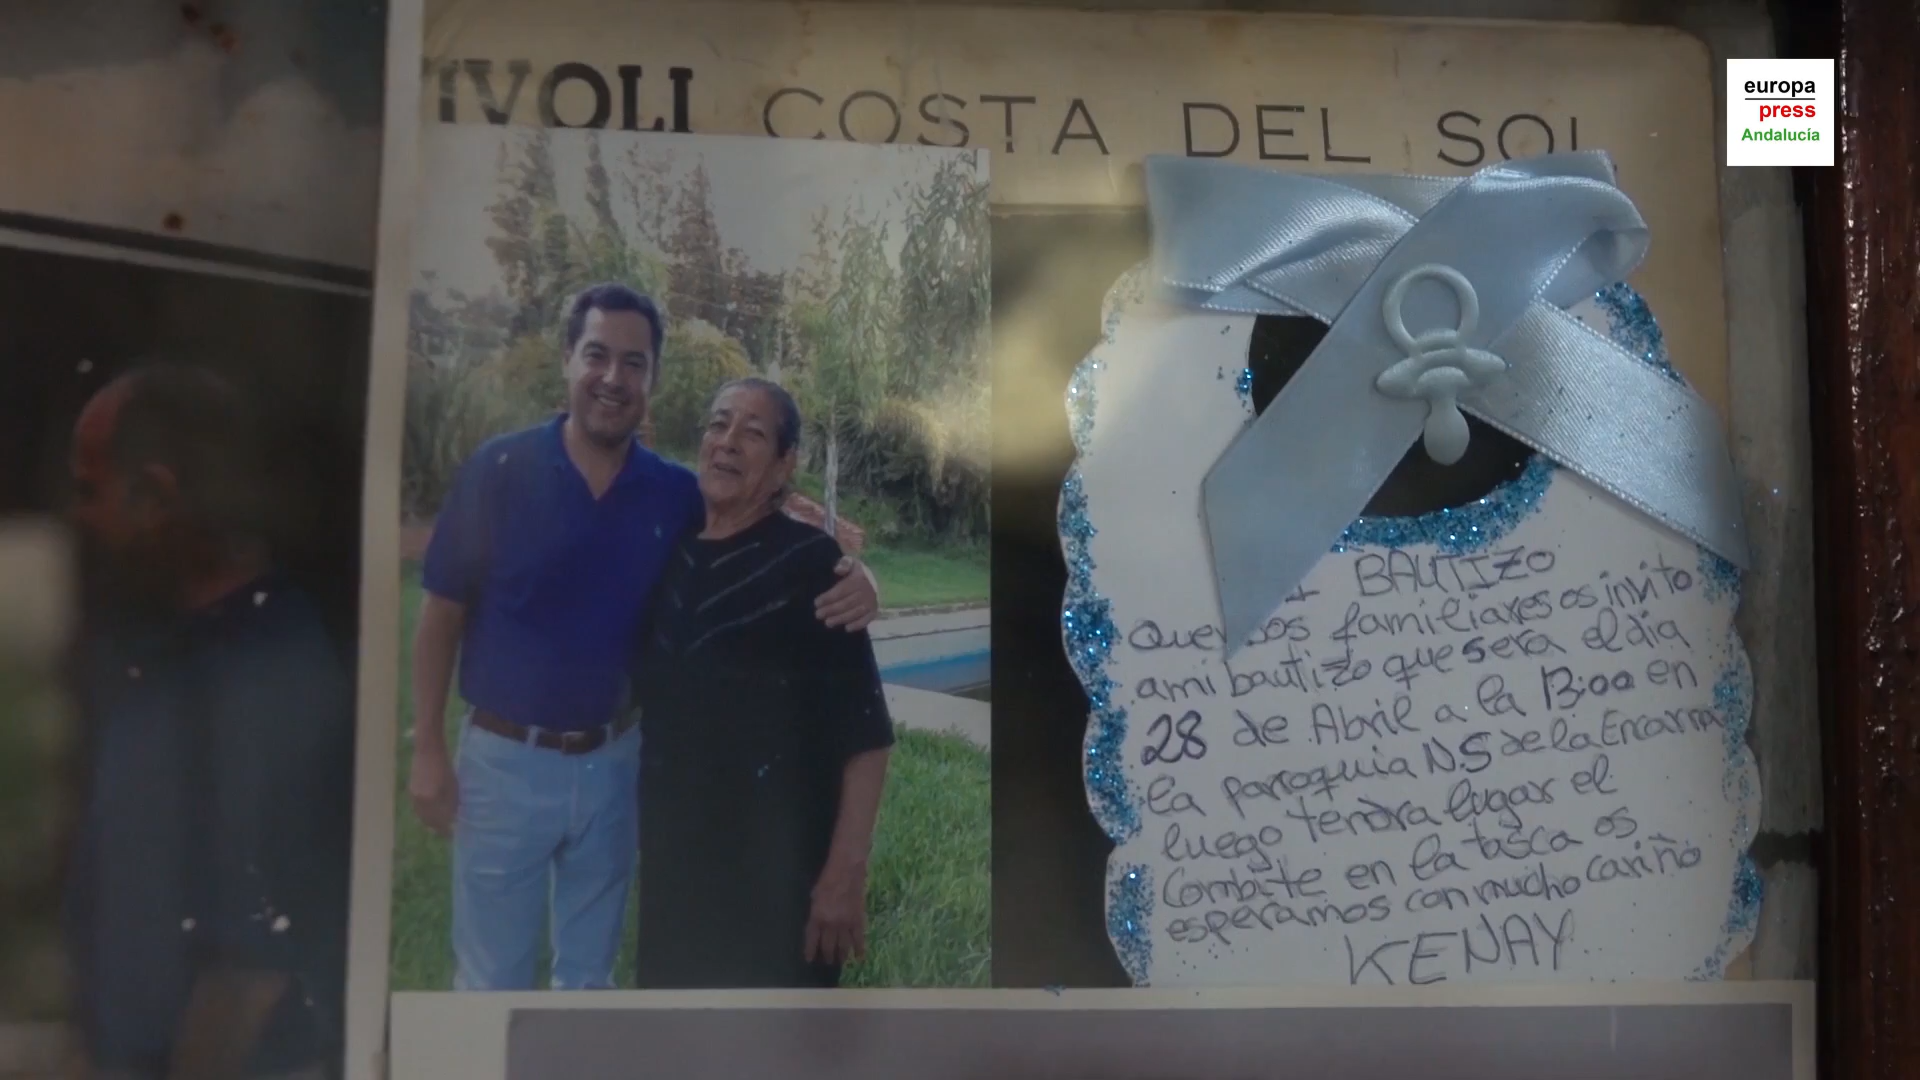 IVOLI COSTA DEL SOL
europa
press
Andalucía
BAUTIZO
familiares os invito
a mi bautizo que sera el dia
28 de Abril a la 13:00 en
la parroquia N.S de la Encarna
luego tendra lugar el
Combite en la tasca os
esperamos con mucho cariño
KENAY